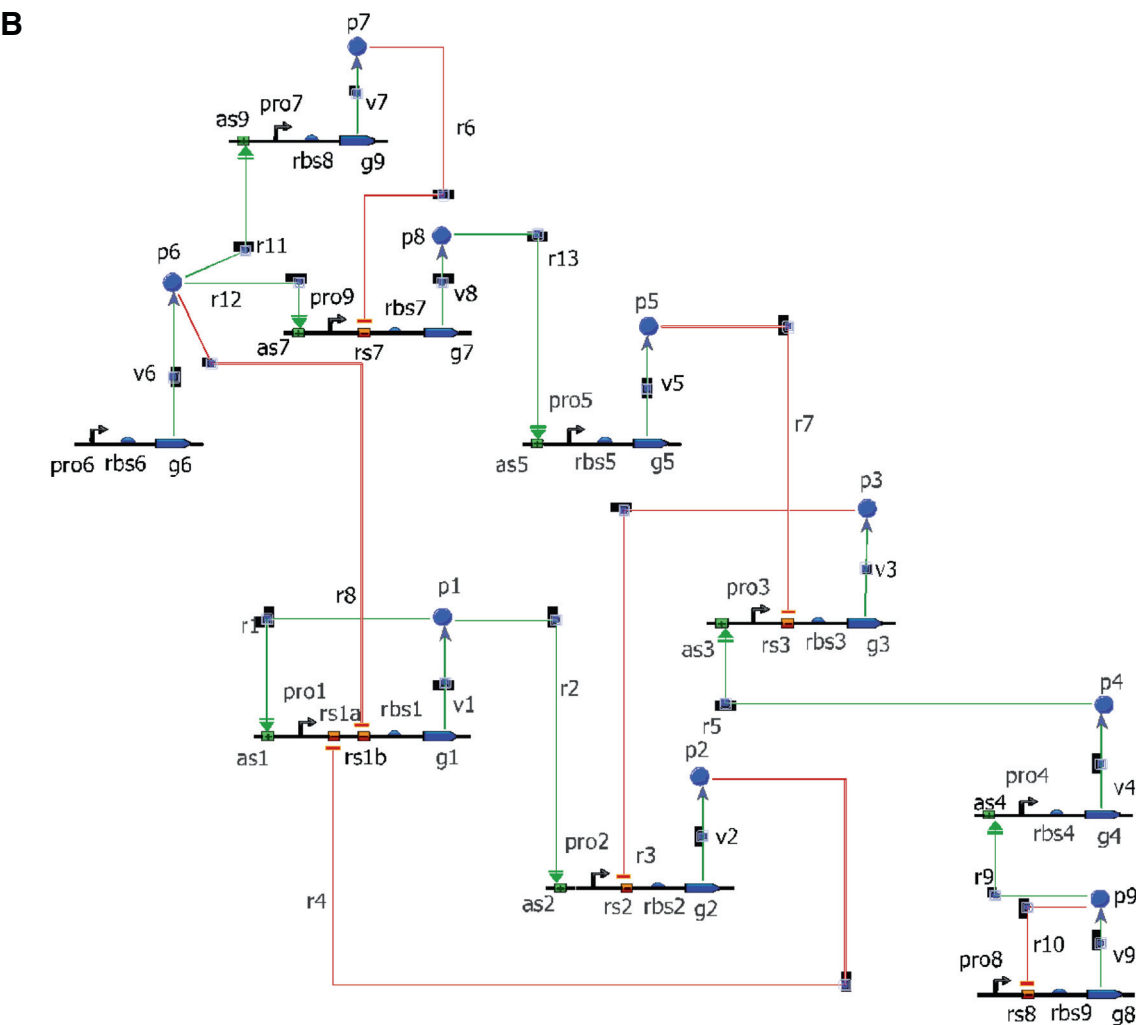 B
p7
pro7
v7
as9
r6
rbs8
g9
p6
r11
p8
r13
r12
pro9
rbs7
v8
p5
as7
rs7
g7
v6
pro5
v5
r7
pro6
rbs6
g6
as5
rbs5
g5
p3
v3
pro3
r8
p1
r1
as3
rs3
rbs3
g3
pro1
rs1a
rbs1
v1
r2
p4
r5
as1
rs1b
g1
p2
v4
pro4
as4
rbs4
g4
pro2
r3
v2
r9
p9
r4
as2
rs2
rbs2
g2
r10
v9
pro8
rs8
rbs9
g8